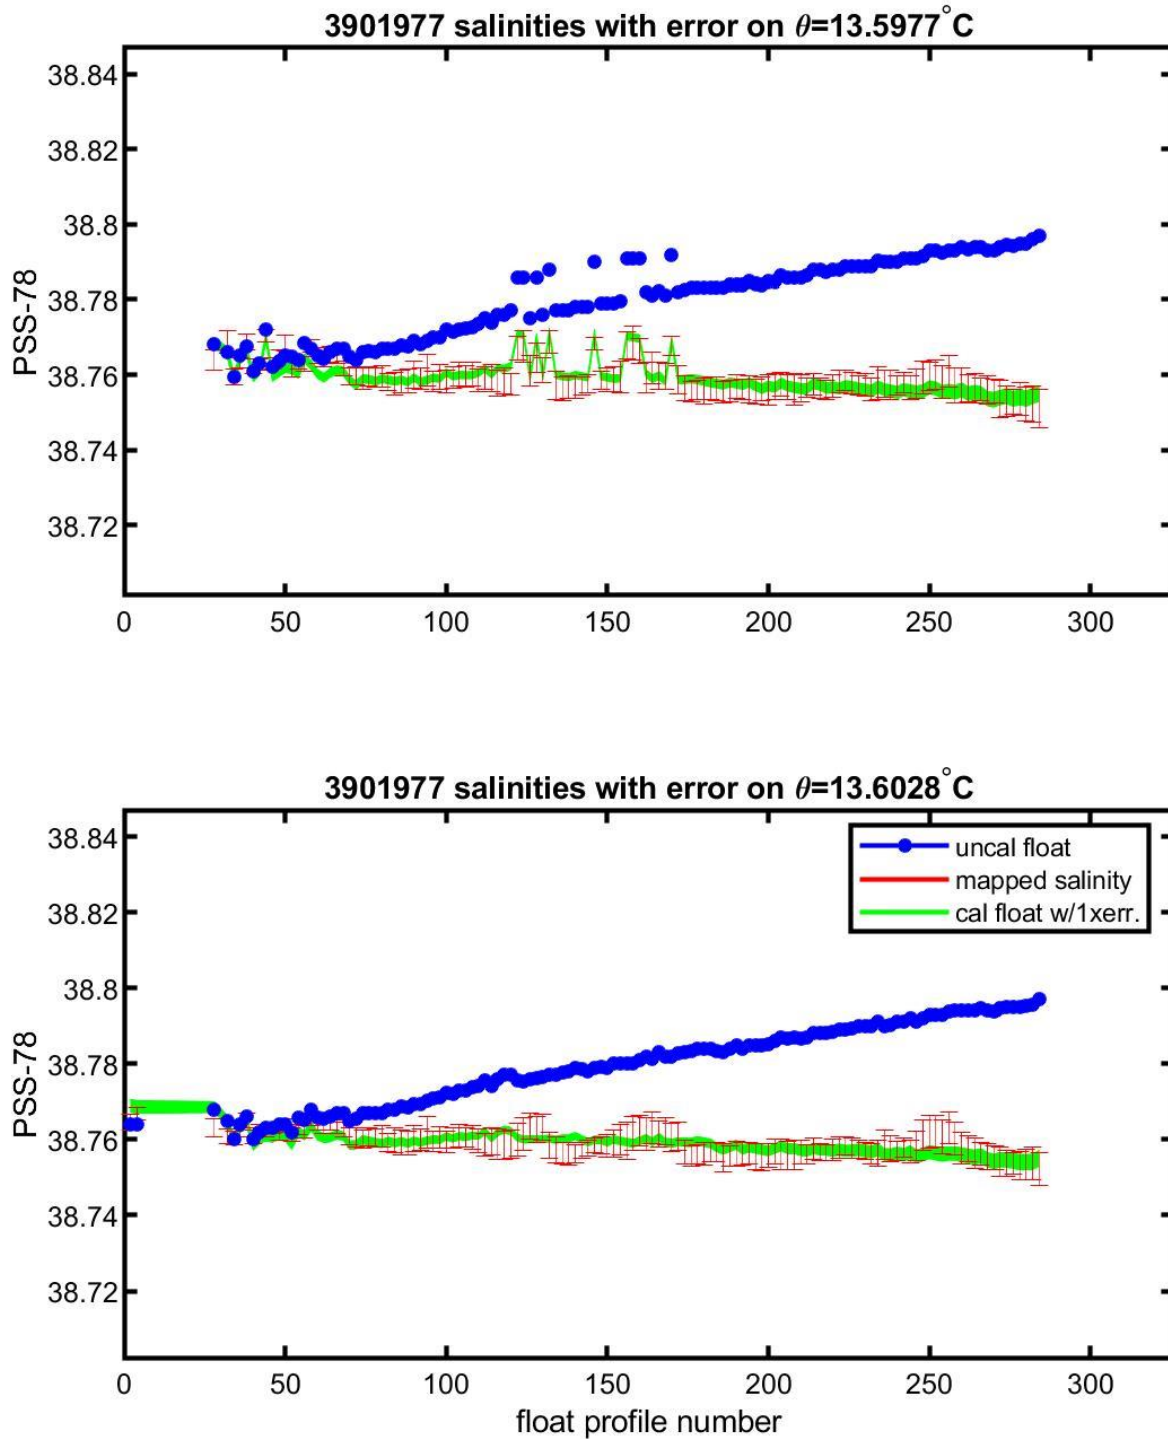 3901977 salinities with error on θ=13.5977°C
38.84
38.82
38.8
38.78
38.76
38.74
38.72
PSS-78
0 50 100 150 200 250 300
3901977 salinities with error on θ=13.6028°C
38.84
38.82
38.8
38.78
38.76
38.74
38.72
PSS-78
uncal float
mapped salinity
cal float w/1xerr.
0 50 100 150 200 250 300
float profile number